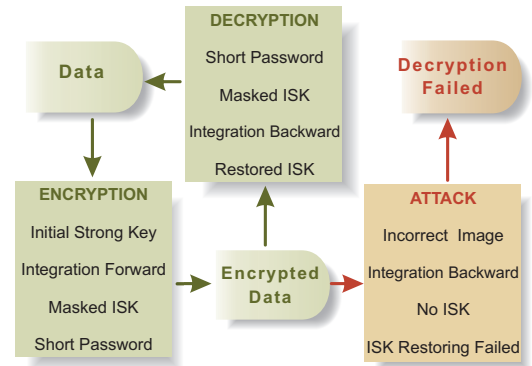 Data
DECRYPTION
Short Password
Masked ISK
Integration Backward
Restored ISK
Decryption
Failed
ENCRYPTION
Initial Strong Key
Integration Forward
Masked ISK
Short Password
Encrypted
Data
ATTACK
Incorrect Image
Integration Backward
No ISK
ISK Restoring Failed